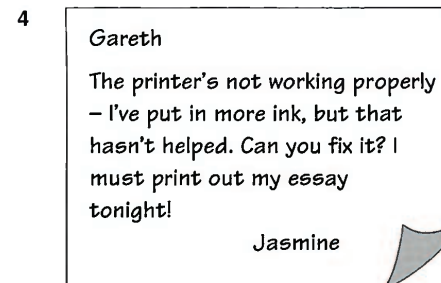 4
Gareth
The printer's not working properly
– I've put in more ink, but that
hasn't helped. Can you fix it? I
must print out my essay
tonight!
Jasmine